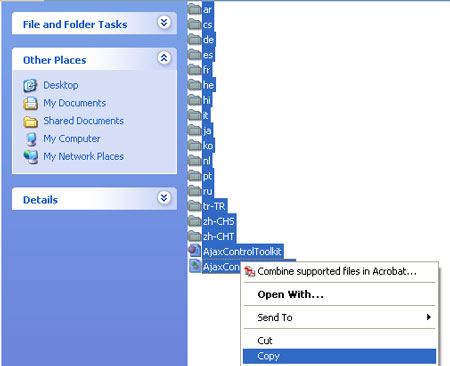 File and Folder Tasks
Other Places
Desktop
My Documents
Shared Documents
My Computer
My Network Places
Details
ar
cs
de
es
fr
he
hi
it
ja
ko
nl
pt
ru
tr-TR
zh-CHS
zh-CHT
AjaxControlToolkit
AjaxCon
Combine supported files in Acrobat...
Open With...
Send To
Cut
Copy